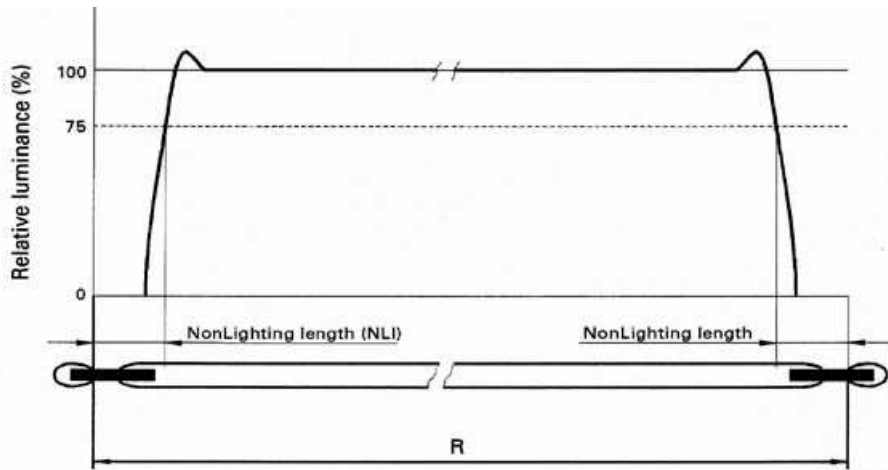 Relative luminance (%)
100
75
0
NonLighting length (NLI)
NonLighting length
R